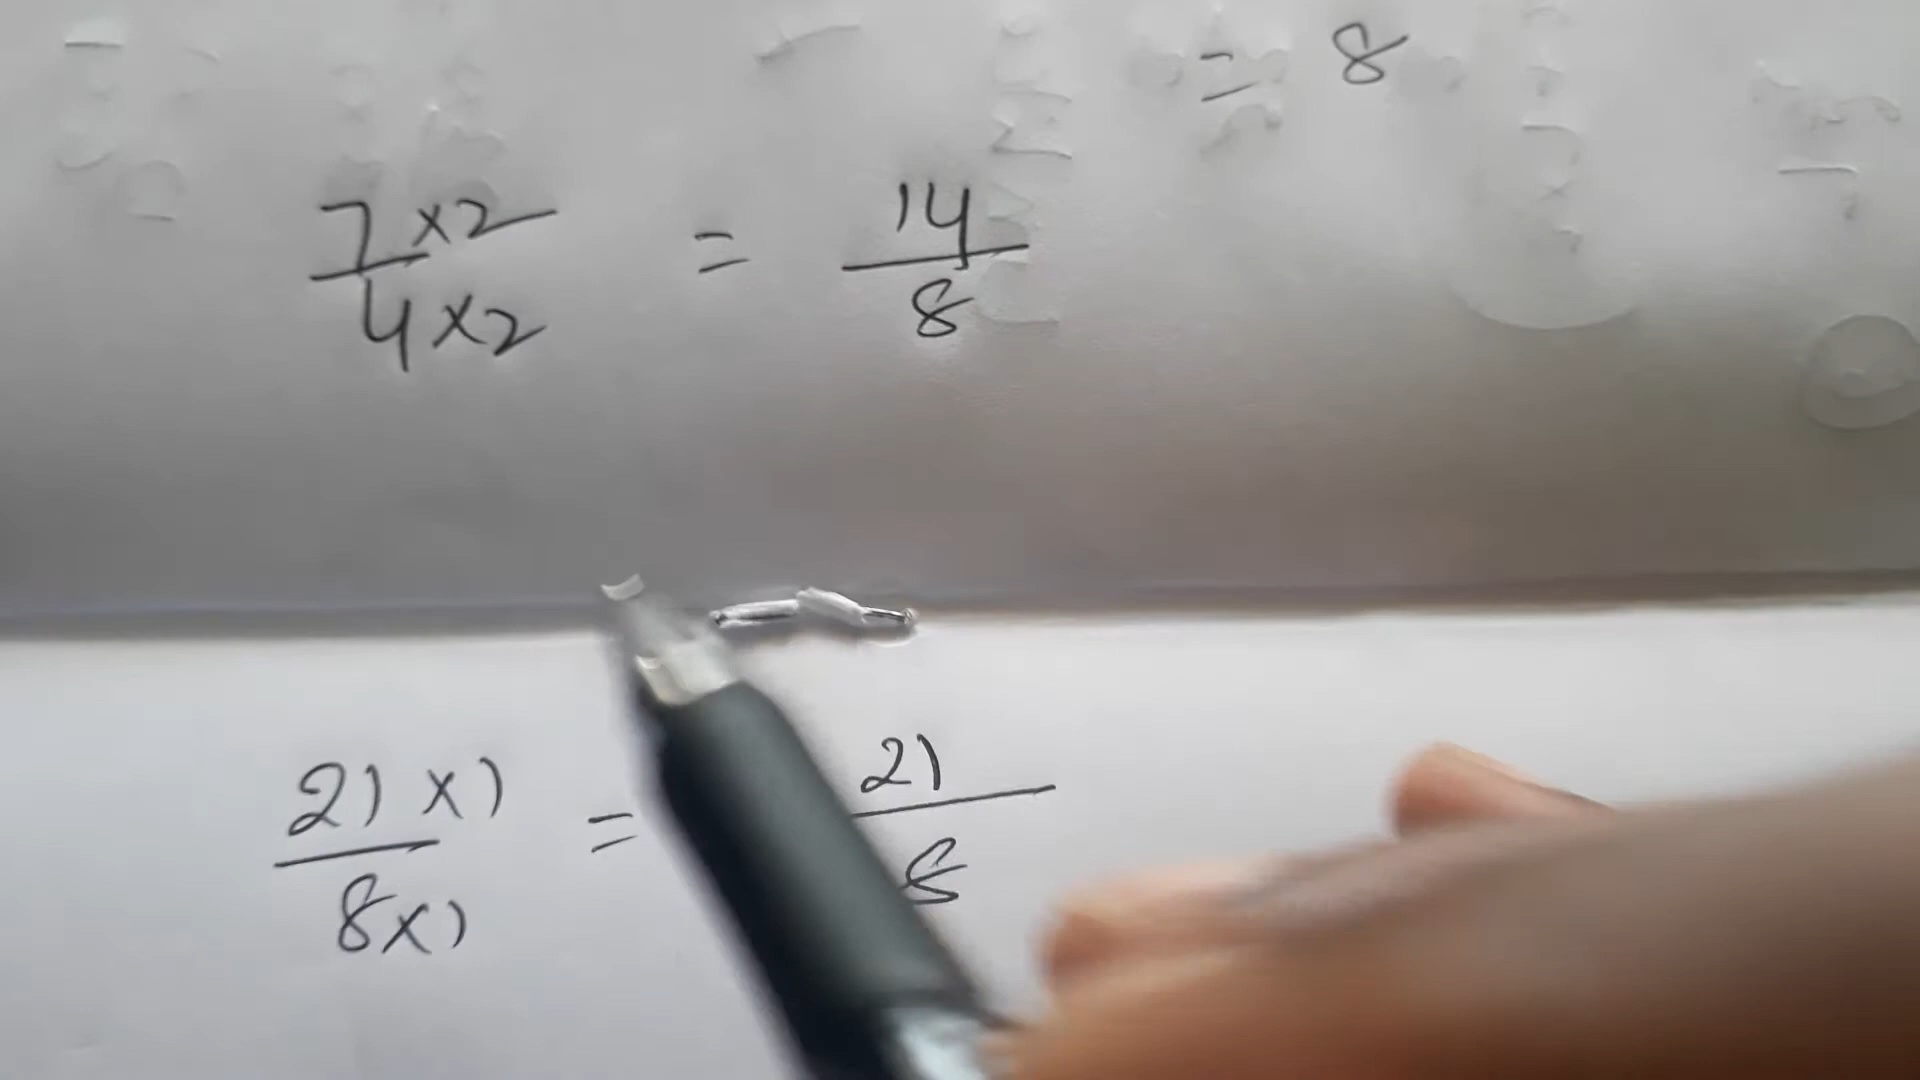 = 8
7×2/4×2 = 14/8
21×1/8×1 = 21/8